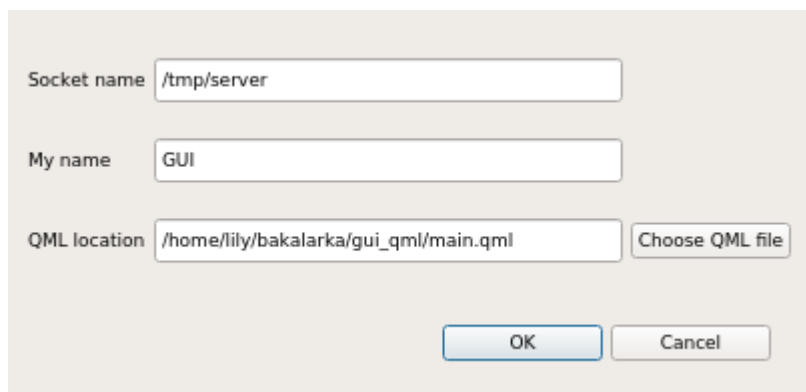 Socket name /tmp/server
My name GUI
QML location /home/lily/bakalarka/gui_qml/main.qml Choose QML file
OK Cancel